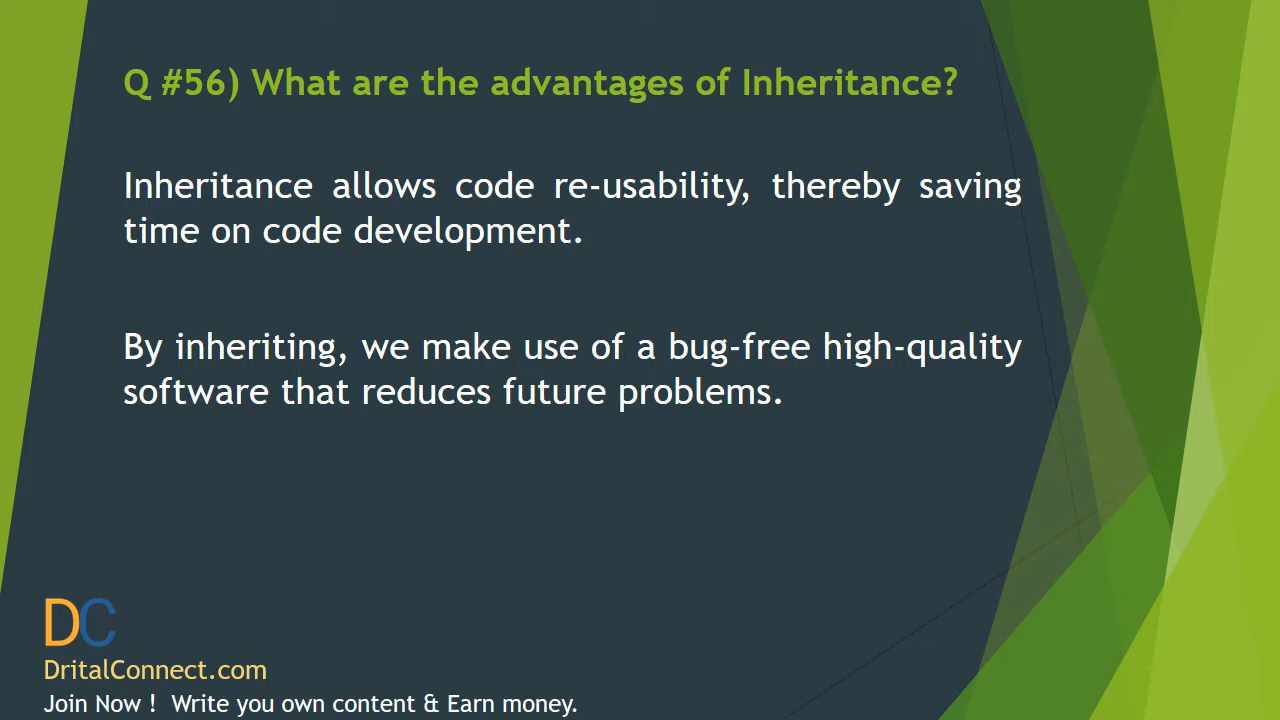 Q #56) What are the advantages of Inheritance?
Inheritance allows code re-usability, thereby saving
time on code development.
By inheriting, we make use of a bug-free high-quality
software that reduces future problems.
DC
DritalConnect.com
Join Now ! Write you own content & Earn money.